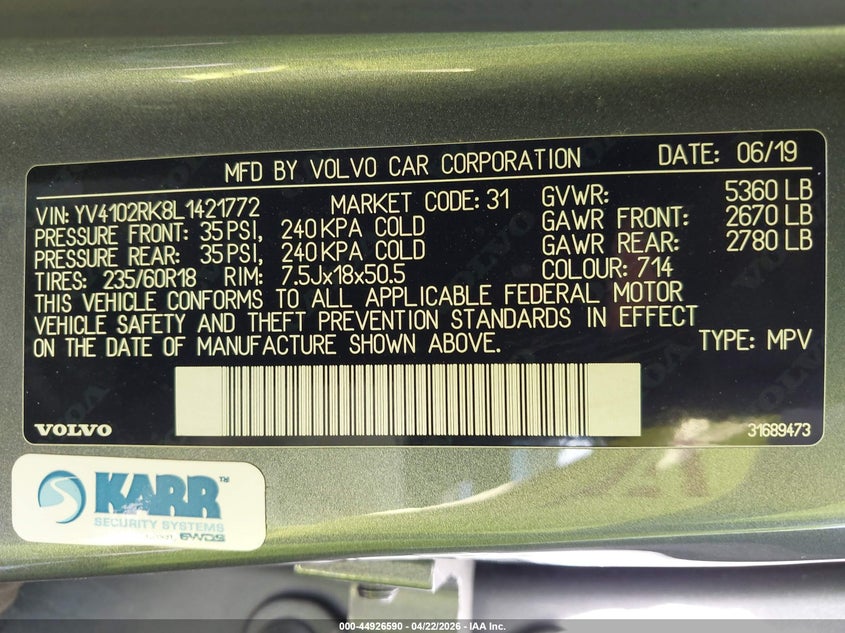 MFD BY VOLVO CAR CORPORATION DATE: 06/19
VIN: YV4102RK8L1421772 MARKET CODE: 31 GVWR: 5360 LB
PRESSURE FRONT: 35 PSI, 240 KPA COLD GAWR FRONT: 2670 LB
PRESSURE REAR: 35 PSI, 240 KPA COLD GAWR REAR: 2780 LB
TIRES: 235/60R18 RIM: 7.5Jx18x50.5 COLOUR: 714
THIS VEHICLE CONFORMS TO ALL APPLICABLE FEDERAL MOTOR
VEHICLE SAFETY AND THEFT PREVENTION STANDARDS IN EFFECT
ON THE DATE OF MANUFACTURE SHOWN ABOVE. TYPE: MPV
VOLVO 31689473
KARR™
SECURITY SYSTEMS
SWDS
000-44926590 - 04/22/2026 - IAA Inc.